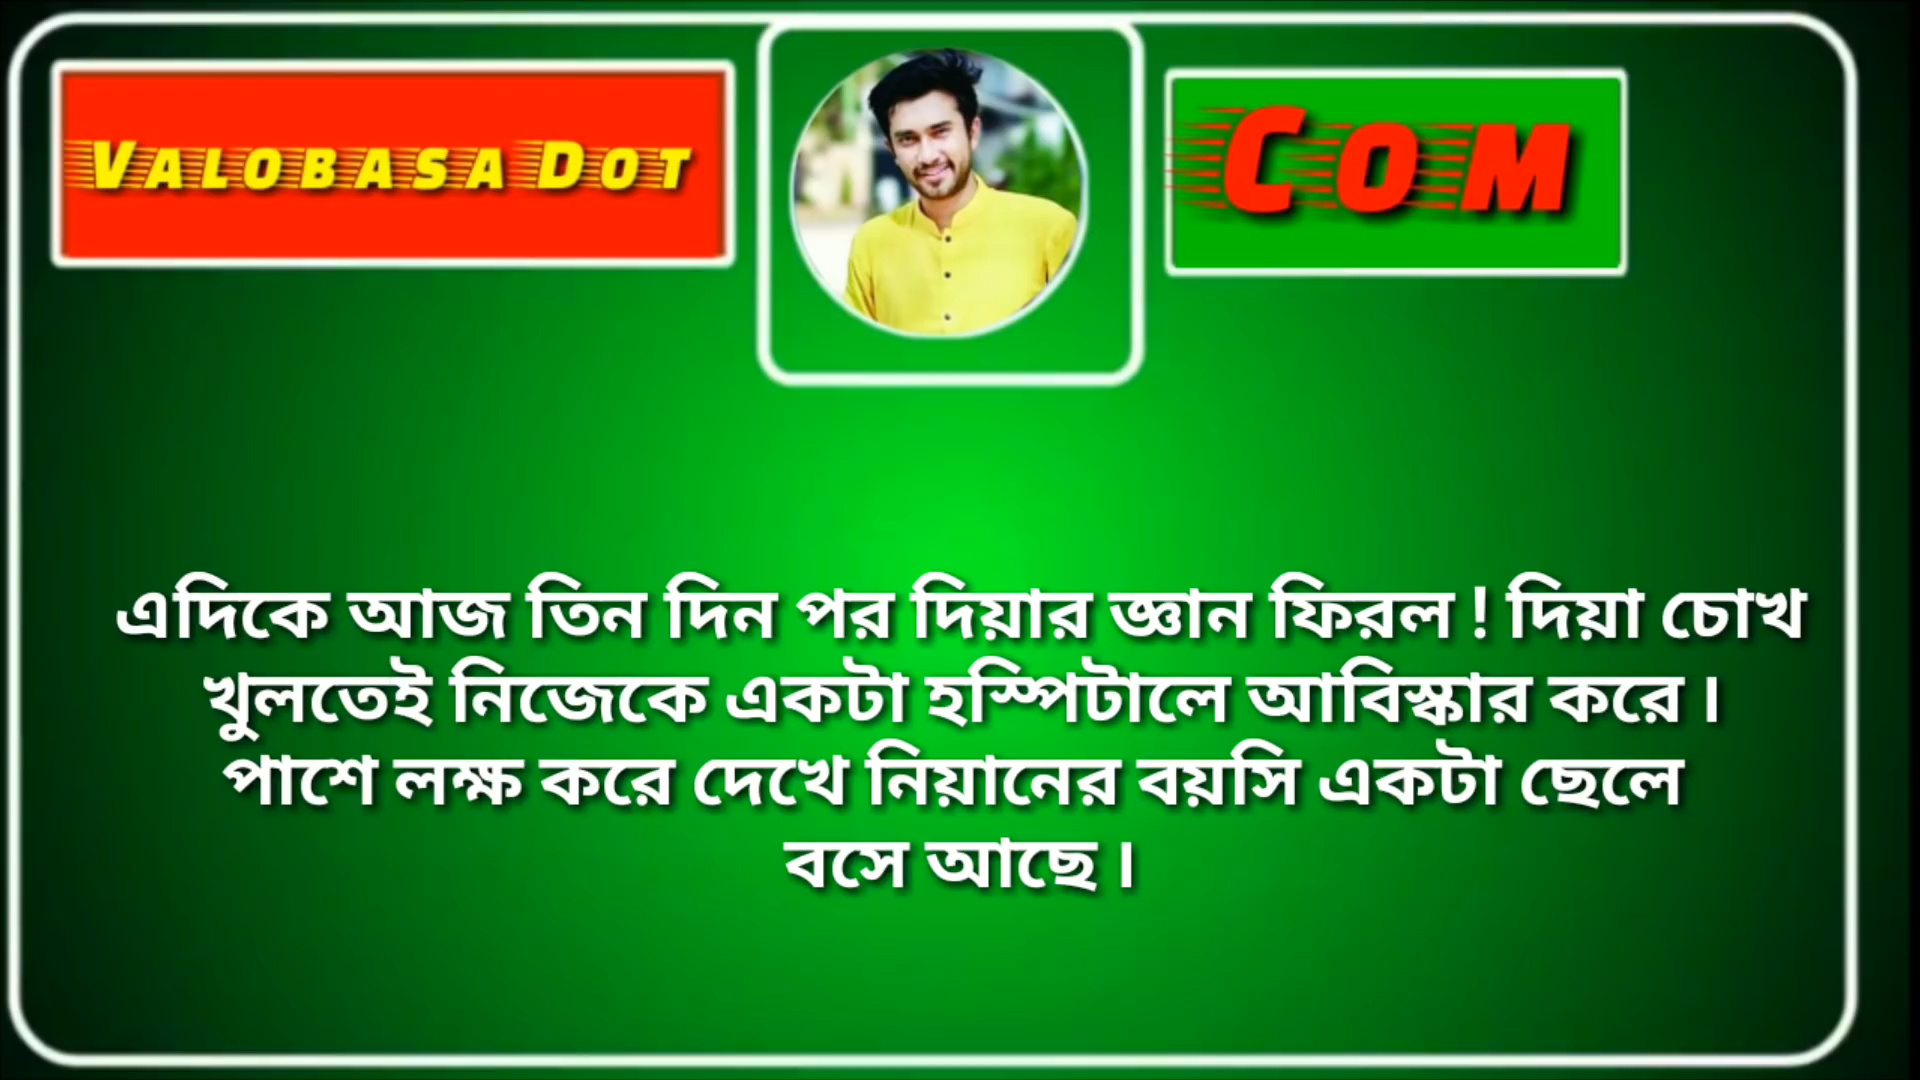 VALOBASA DOT
COM
এদিকে আজ তিন দিন পর দিয়ার জ্ঞান ফিরল ! দিয়া চোখ
খুলতেই নিজেকে একটা হস্পিটালে আবিস্কার করে ।
পাশে লক্ষ করে দেখে নিয়ানের বয়সি একটা ছেলে
বসে আছে ।